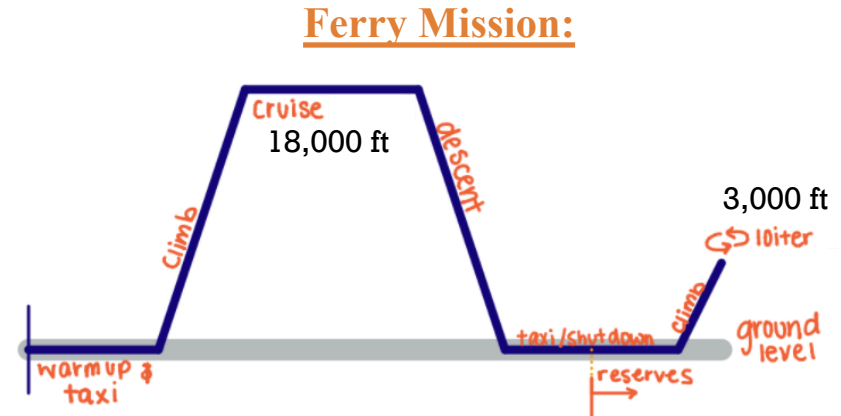 Ferry Mission:
cruise
18,000 ft
descent
climb
3,000 ft
loiter
climb
taxi/shutdown
ground
level
warmup &
taxi
reserves